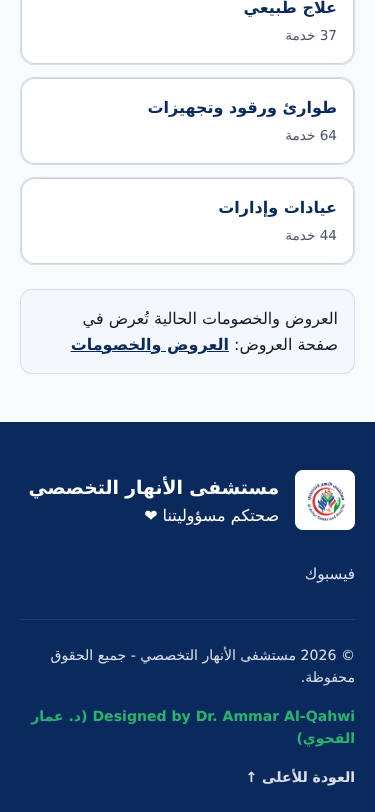 علاج طبيعي
37 خدمة
طوارئ ورقود وتجهيزات
64 خدمة
عيادات وإدارات
44 خدمة
العروض والخصومات الحالية تُعرض في
صفحة العروض: العروض والخصومات
مستشفى الأنهار التخصصي
صحتكم مسؤوليتنا ❤
فيسبوك
© 2026 مستشفى الأنهار التخصصي - جميع الحقوق
محفوظة.
Designed by Dr. Ammar Al-Qahwi (د. عمار
القحوي)
العودة للأعلى ↑